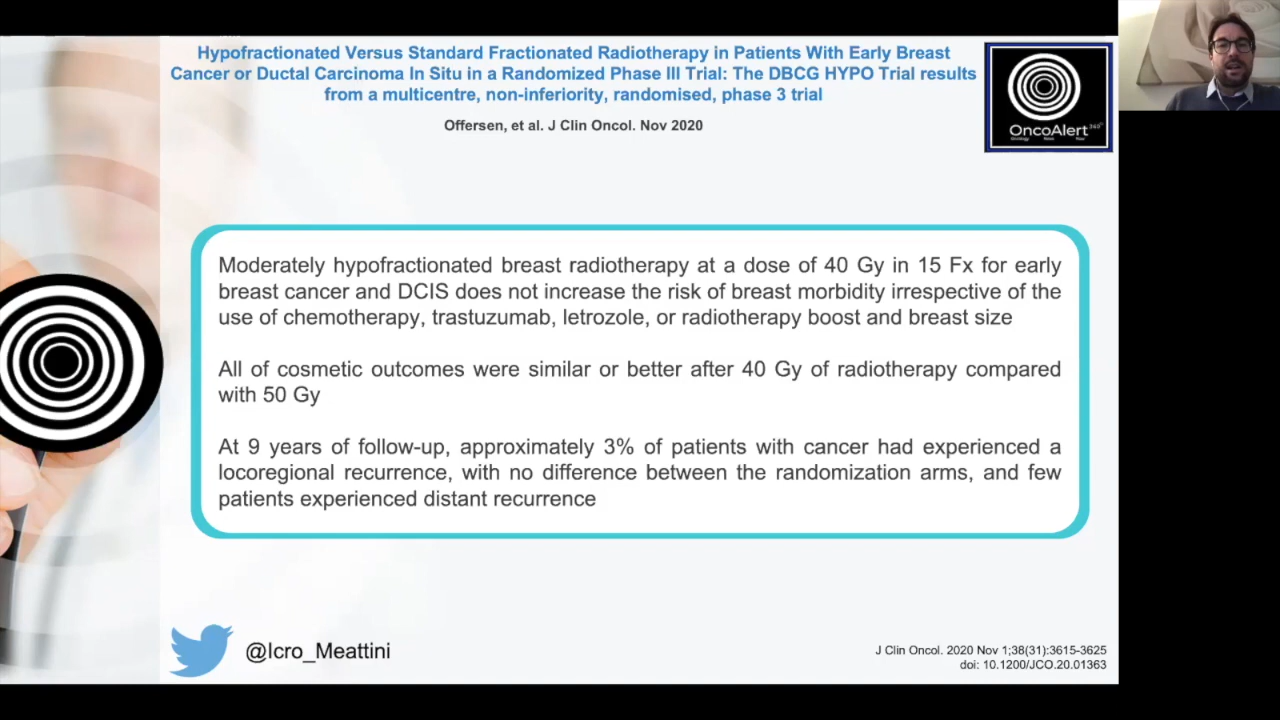 Hypofractionated Versus Standard Fractionated Radiotherapy in Patients With Early Breast
Cancer or Ductal Carcinoma In Situ in a Randomized Phase III Trial: The DBCG HYPO Trial results
from a multicentre, non-inferiority, randomised, phase 3 trial
Offersen, et al. J Clin Oncol. Nov 2020
OncoAlert 360°
Moderately hypofractionated breast radiotherapy at a dose of 40 Gy in 15 Fx for early
breast cancer and DCIS does not increase the risk of breast morbidity irrespective of the
use of chemotherapy, trastuzumab, letrozole, or radiotherapy boost and breast size
All of cosmetic outcomes were similar or better after 40 Gy of radiotherapy compared
with 50 Gy
At 9 years of follow-up, approximately 3% of patients with cancer had experienced a
locoregional recurrence, with no difference between the randomization arms, and few
patients experienced distant recurrence
@Icro_Meattini
J Clin Oncol. 2020 Nov 1;38(31):3615-3625
doi: 10.1200/JCO.20.01363